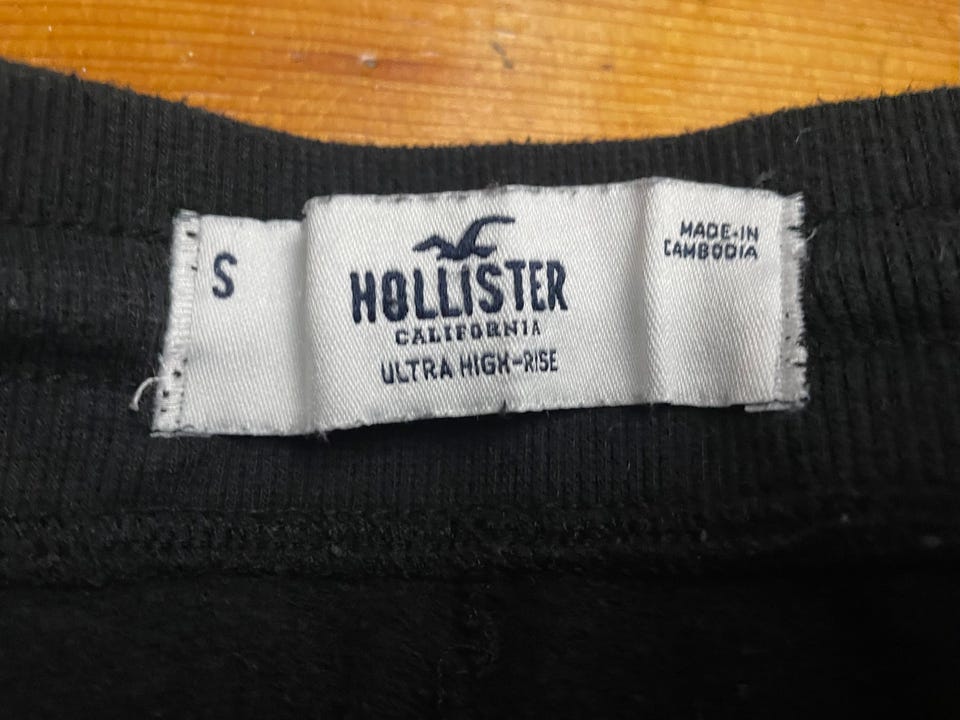 S
HOLLISTER
CALIFORNIA
ULTRA HIGH-RISE
MADE-IN
CAMBODIA